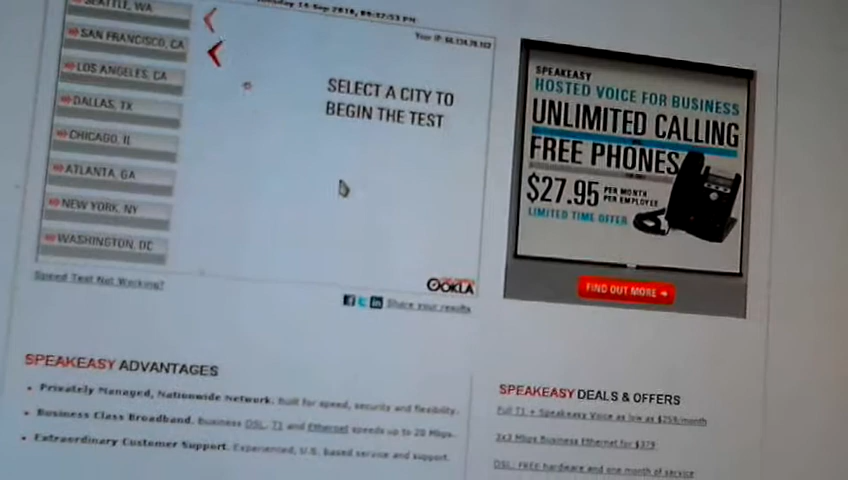 SEATTLE, WA
SAN FRANCISCO, CA
LOS ANGELES, CA
DALLAS, TX
CHICAGO, IL
ATLANTA, GA
NEW YORK, NY
WASHINGTON, DC
Speed Test Not Working?
SELECT A CITY TO
BEGIN THE TEST
OOKLA
Share your results
SPEAKEASY
HOSTED VOICE FOR BUSINESS
UNLIMITED CALLING
FREE PHONES
$27.95 PER MONTH
PER EMPLOYEE
LIMITED TIME OFFER
FIND OUT MORE
SPEAKEASY ADVANTAGES
Privately Managed, Nationwide Network. Built for speed, security and flexibility.
Business Class Broadband. Business DSL, T1 and Ethernet speeds up to 20 Mbps.
Extraordinary Customer Support. Experienced, U.S. based service and support.
SPEAKEASY DEALS & OFFERS
Full T1 + Speakeasy Voice as low as $259/month
3x3 Mbps Business Ethernet for $379
DSL: FREE hardware and one month of service